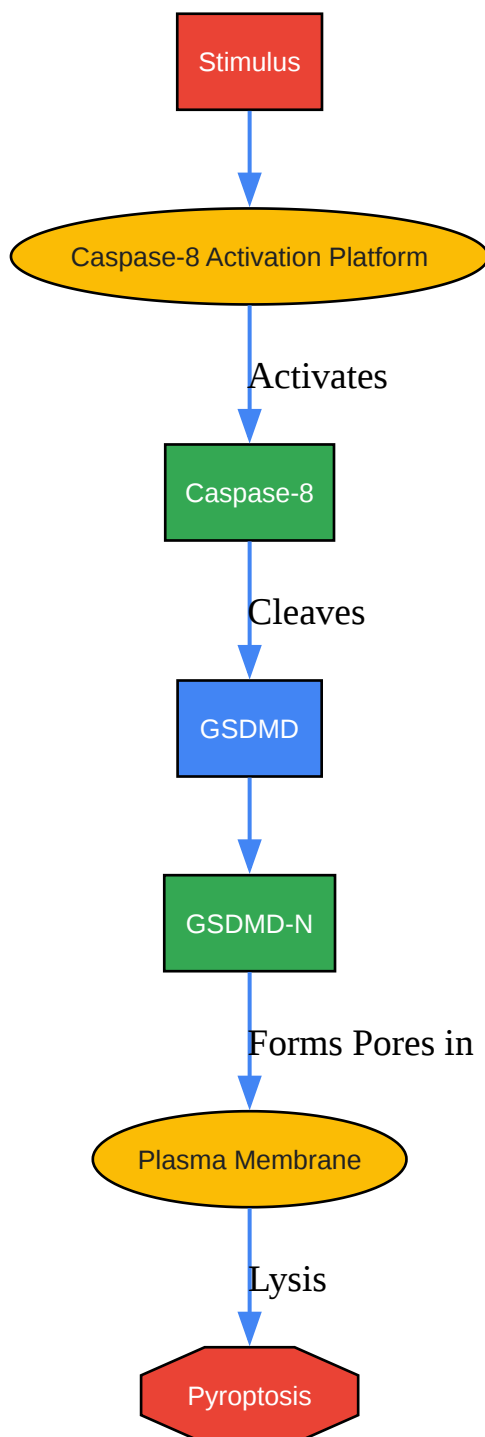 Stimulus
Caspase-8 Activation Platform
Activates
Caspase-8
Cleaves
GSDMD
GSDMD-N
Forms Pores in
Plasma Membrane
Lysis
Pyroptosis